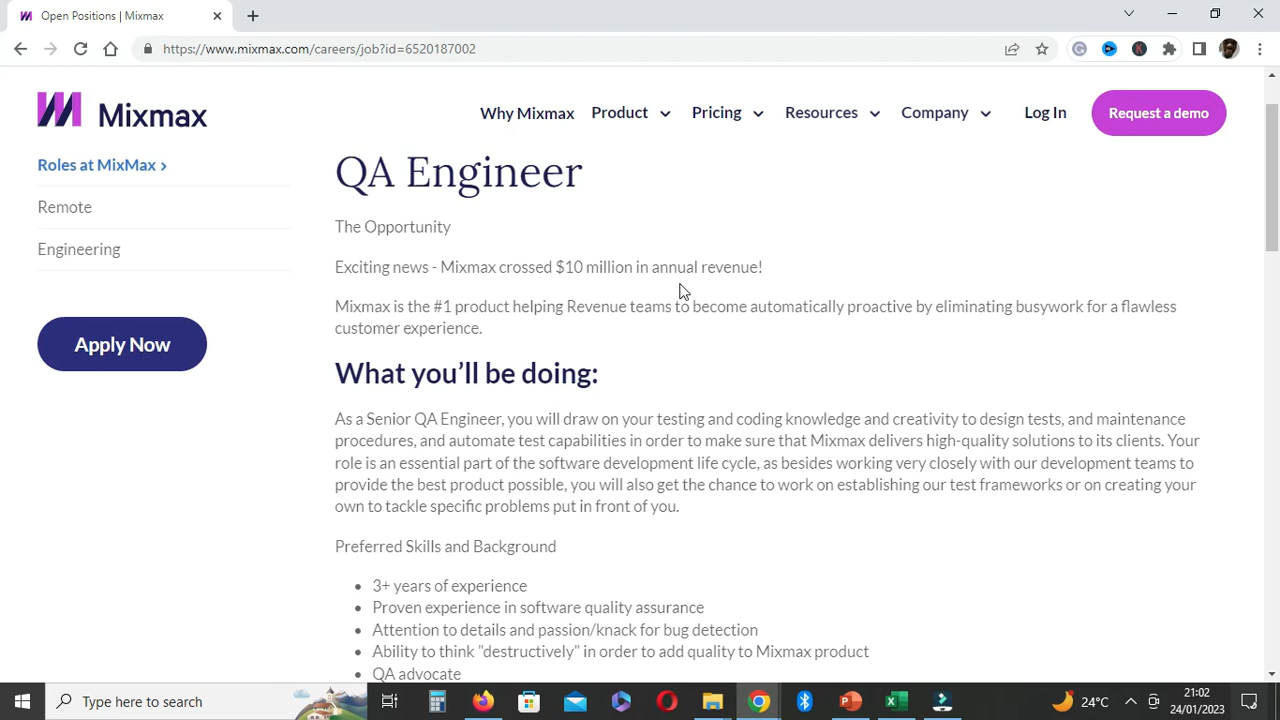 Open Positions | Mixmax
https://www.mixmax.com/careers/job?id=6520187002
Mixmax
Why Mixmax
Product
Pricing
Resources
Company
Log In
Request a demo
Roles at MixMax >
Remote
Engineering
Apply Now
QA Engineer
The Opportunity
Exciting news - Mixmax crossed $10 million in annual revenue!
Mixmax is the #1 product helping Revenue teams to become automatically proactive by eliminating busywork for a flawless
customer experience.
What you’ll be doing:
As a Senior QA Engineer, you will draw on your testing and coding knowledge and creativity to design tests, and maintenance
procedures, and automate test capabilities in order to make sure that Mixmax delivers high-quality solutions to its clients. Your
role is an essential part of the software development life cycle, as besides working very closely with our development teams to
provide the best product possible, you will also get the chance to work on establishing our test frameworks or on creating your
own to tackle specific problems put in front of you.
Preferred Skills and Background
• 3+ years of experience
• Proven experience in software quality assurance
• Attention to details and passion/knack for bug detection
• Ability to think “destructively” in order to add quality to Mixmax product
• QA advocate
Type here to search
24°C
21:02
24/01/2023